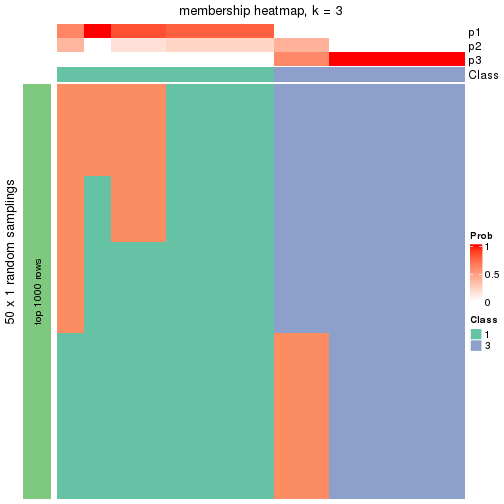 membership heatmap, k = 3
p1
p2
p3
Class
50 x 1 random samplings
top 1000 rows
Prob
1
0.5
0
Class
1
3